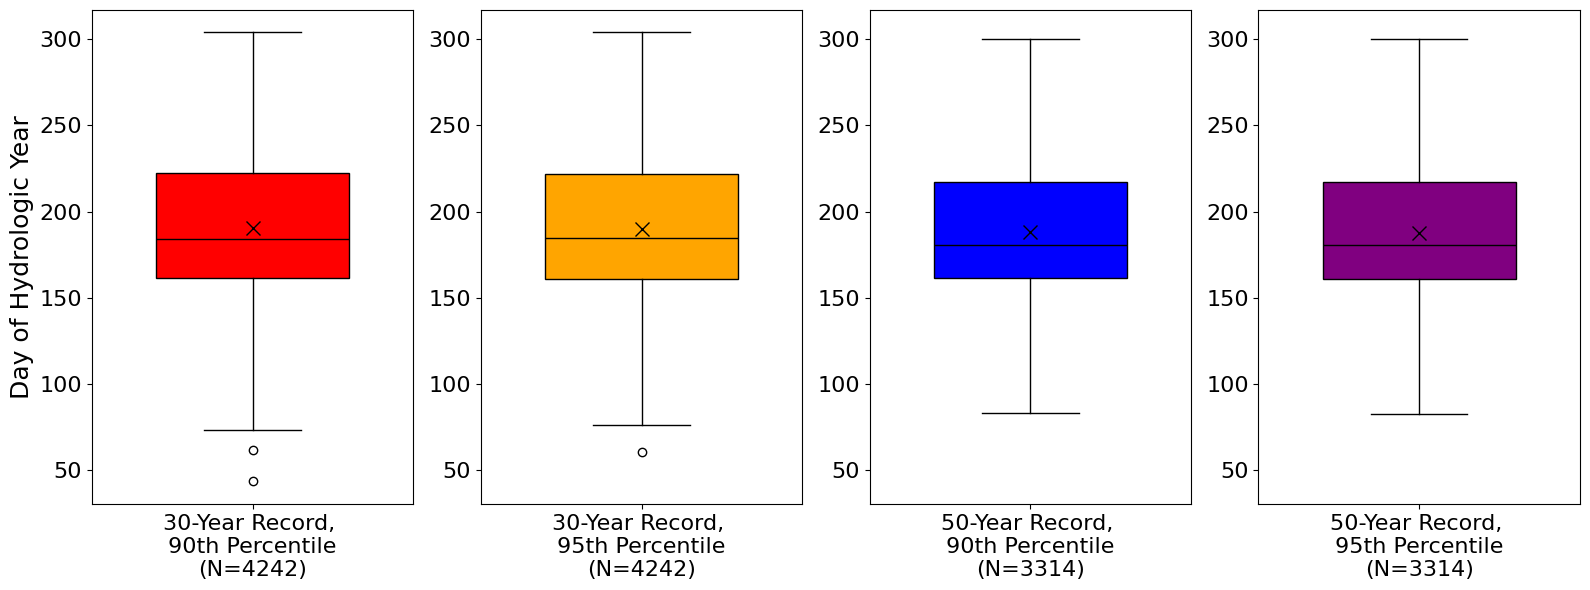 Day of Hydrologic Year
300
250
200
150
100
50
30-Year Record,
90th Percentile
(N=4242)
300
250
200
150
100
50
30-Year Record,
95th Percentile
(N=4242)
300
250
200
150
100
50
50-Year Record,
90th Percentile
(N=3314)
300
250
200
150
100
50
50-Year Record,
95th Percentile
(N=3314)